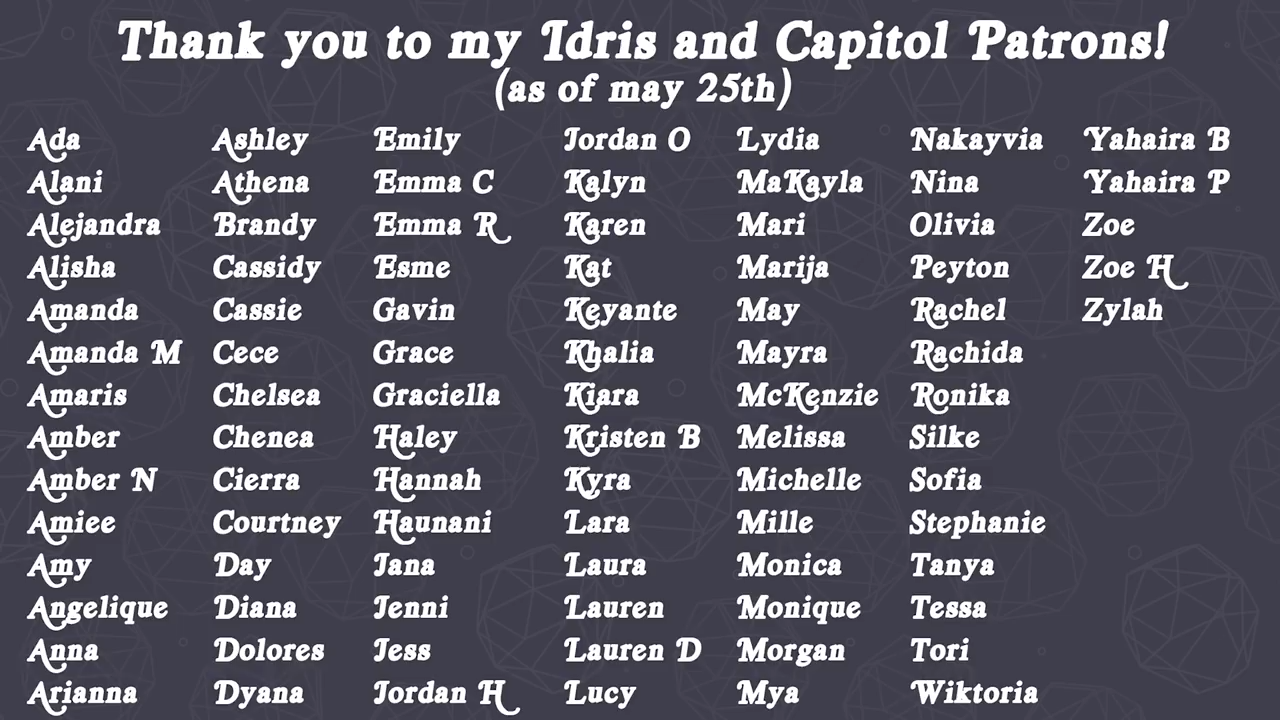 Thank you to my Idris and Capitol Patrons!
(as of may 25th)
Ada
Alani
Alejandra
Alisha
Amanda
Amanda M
Amaris
Amber
Amber N
Amiee
Amy
Angelique
Anna
Arianna
Ashley
Athena
Brandy
Cassidy
Cassie
Cece
Chelsea
Chenea
Cierra
Courtney
Day
Diana
Dolores
Dyana
Emily
Emma C
Emma R
Esme
Gavin
Grace
Graciella
Haley
Hannah
Haunani
Jana
Jenni
Jess
Jordan H
Jordan O
Kalyn
Karen
Kat
Keyante
Khalia
Kiara
Kristen B
Kyra
Lara
Laura
Lauren
Lauren D
Lucy
Lydia
MaKayla
Mari
Marija
May
Mayra
McKenzie
Melissa
Michelle
Mille
Monica
Monique
Morgan
Mya
Nakayvia
Nina
Olivia
Peyton
Rachel
Rachida
Ronika
Silke
Sofia
Stephanie
Tanya
Tessa
Tori
Wiktoria
Yahaira B
Yahaira P
Zoe
Zoe H
Zylah